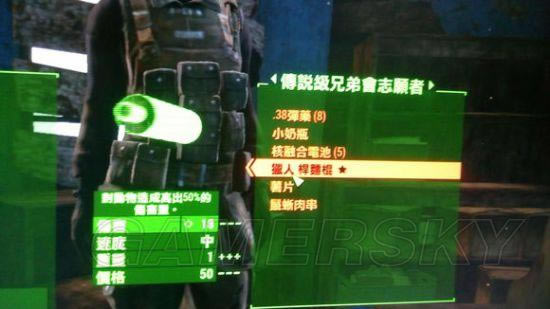 傳說級兄弟會志願者
.38彈藥 (8)
小奶瓶
核融合電池 (5)
獵人 桿麵棍 ★
薯片
鬣蜥肉串
對動物造成高出50%的
傷害量。
傷害 18 ---
速度 中
重量 1 +++
價格 50 ---
GAMERSKY